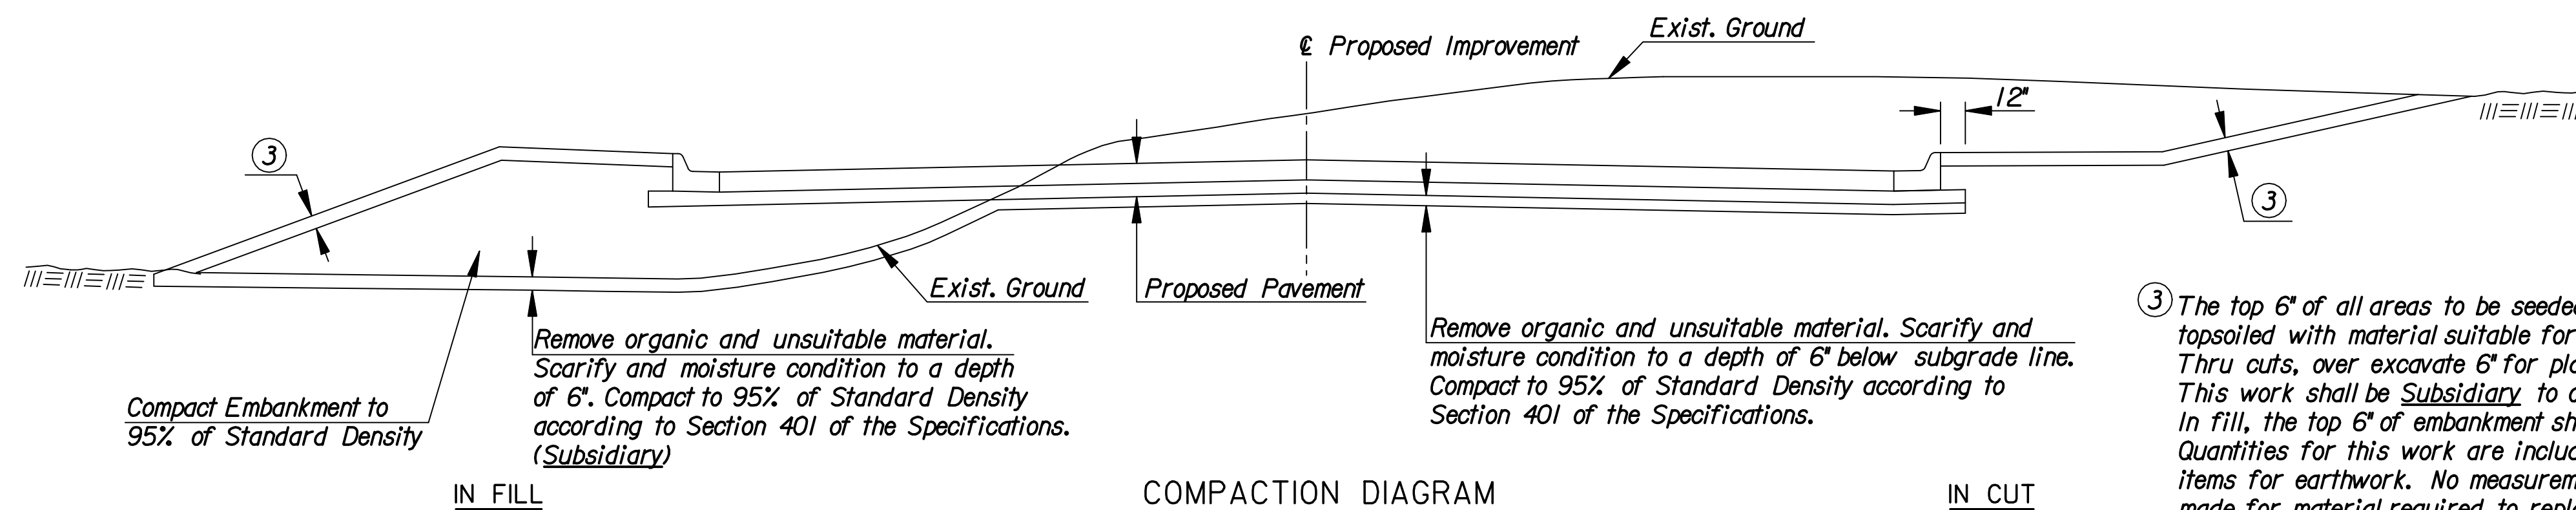 ℄ Proposed Improvement
Exist. Ground
12"
3
3
Exist. Ground
Proposed Pavement
Compact Embankment to
95% of Standard Density
Remove organic and unsuitable material.
Scarify and moisture condition to a depth
of 6". Compact to 95% of Standard Density
according to Section 401 of the Specifications.
(Subsidiary)
Remove organic and unsuitable material. Scarify and
moisture condition to a depth of 6" below subgrade line.
Compact to 95% of Standard Density according to
Section 401 of the Specifications.
3 The top 6" of all areas to be
topsoiled with material suitable for
Thru cuts, over excavate 6" for
This work shall be Subsidiary to
In fill, the top 6" of embankment
Quantities for this work are
items for earthwork. No
made for material required to
IN FILL
COMPACTION DIAGRAM
IN CUT